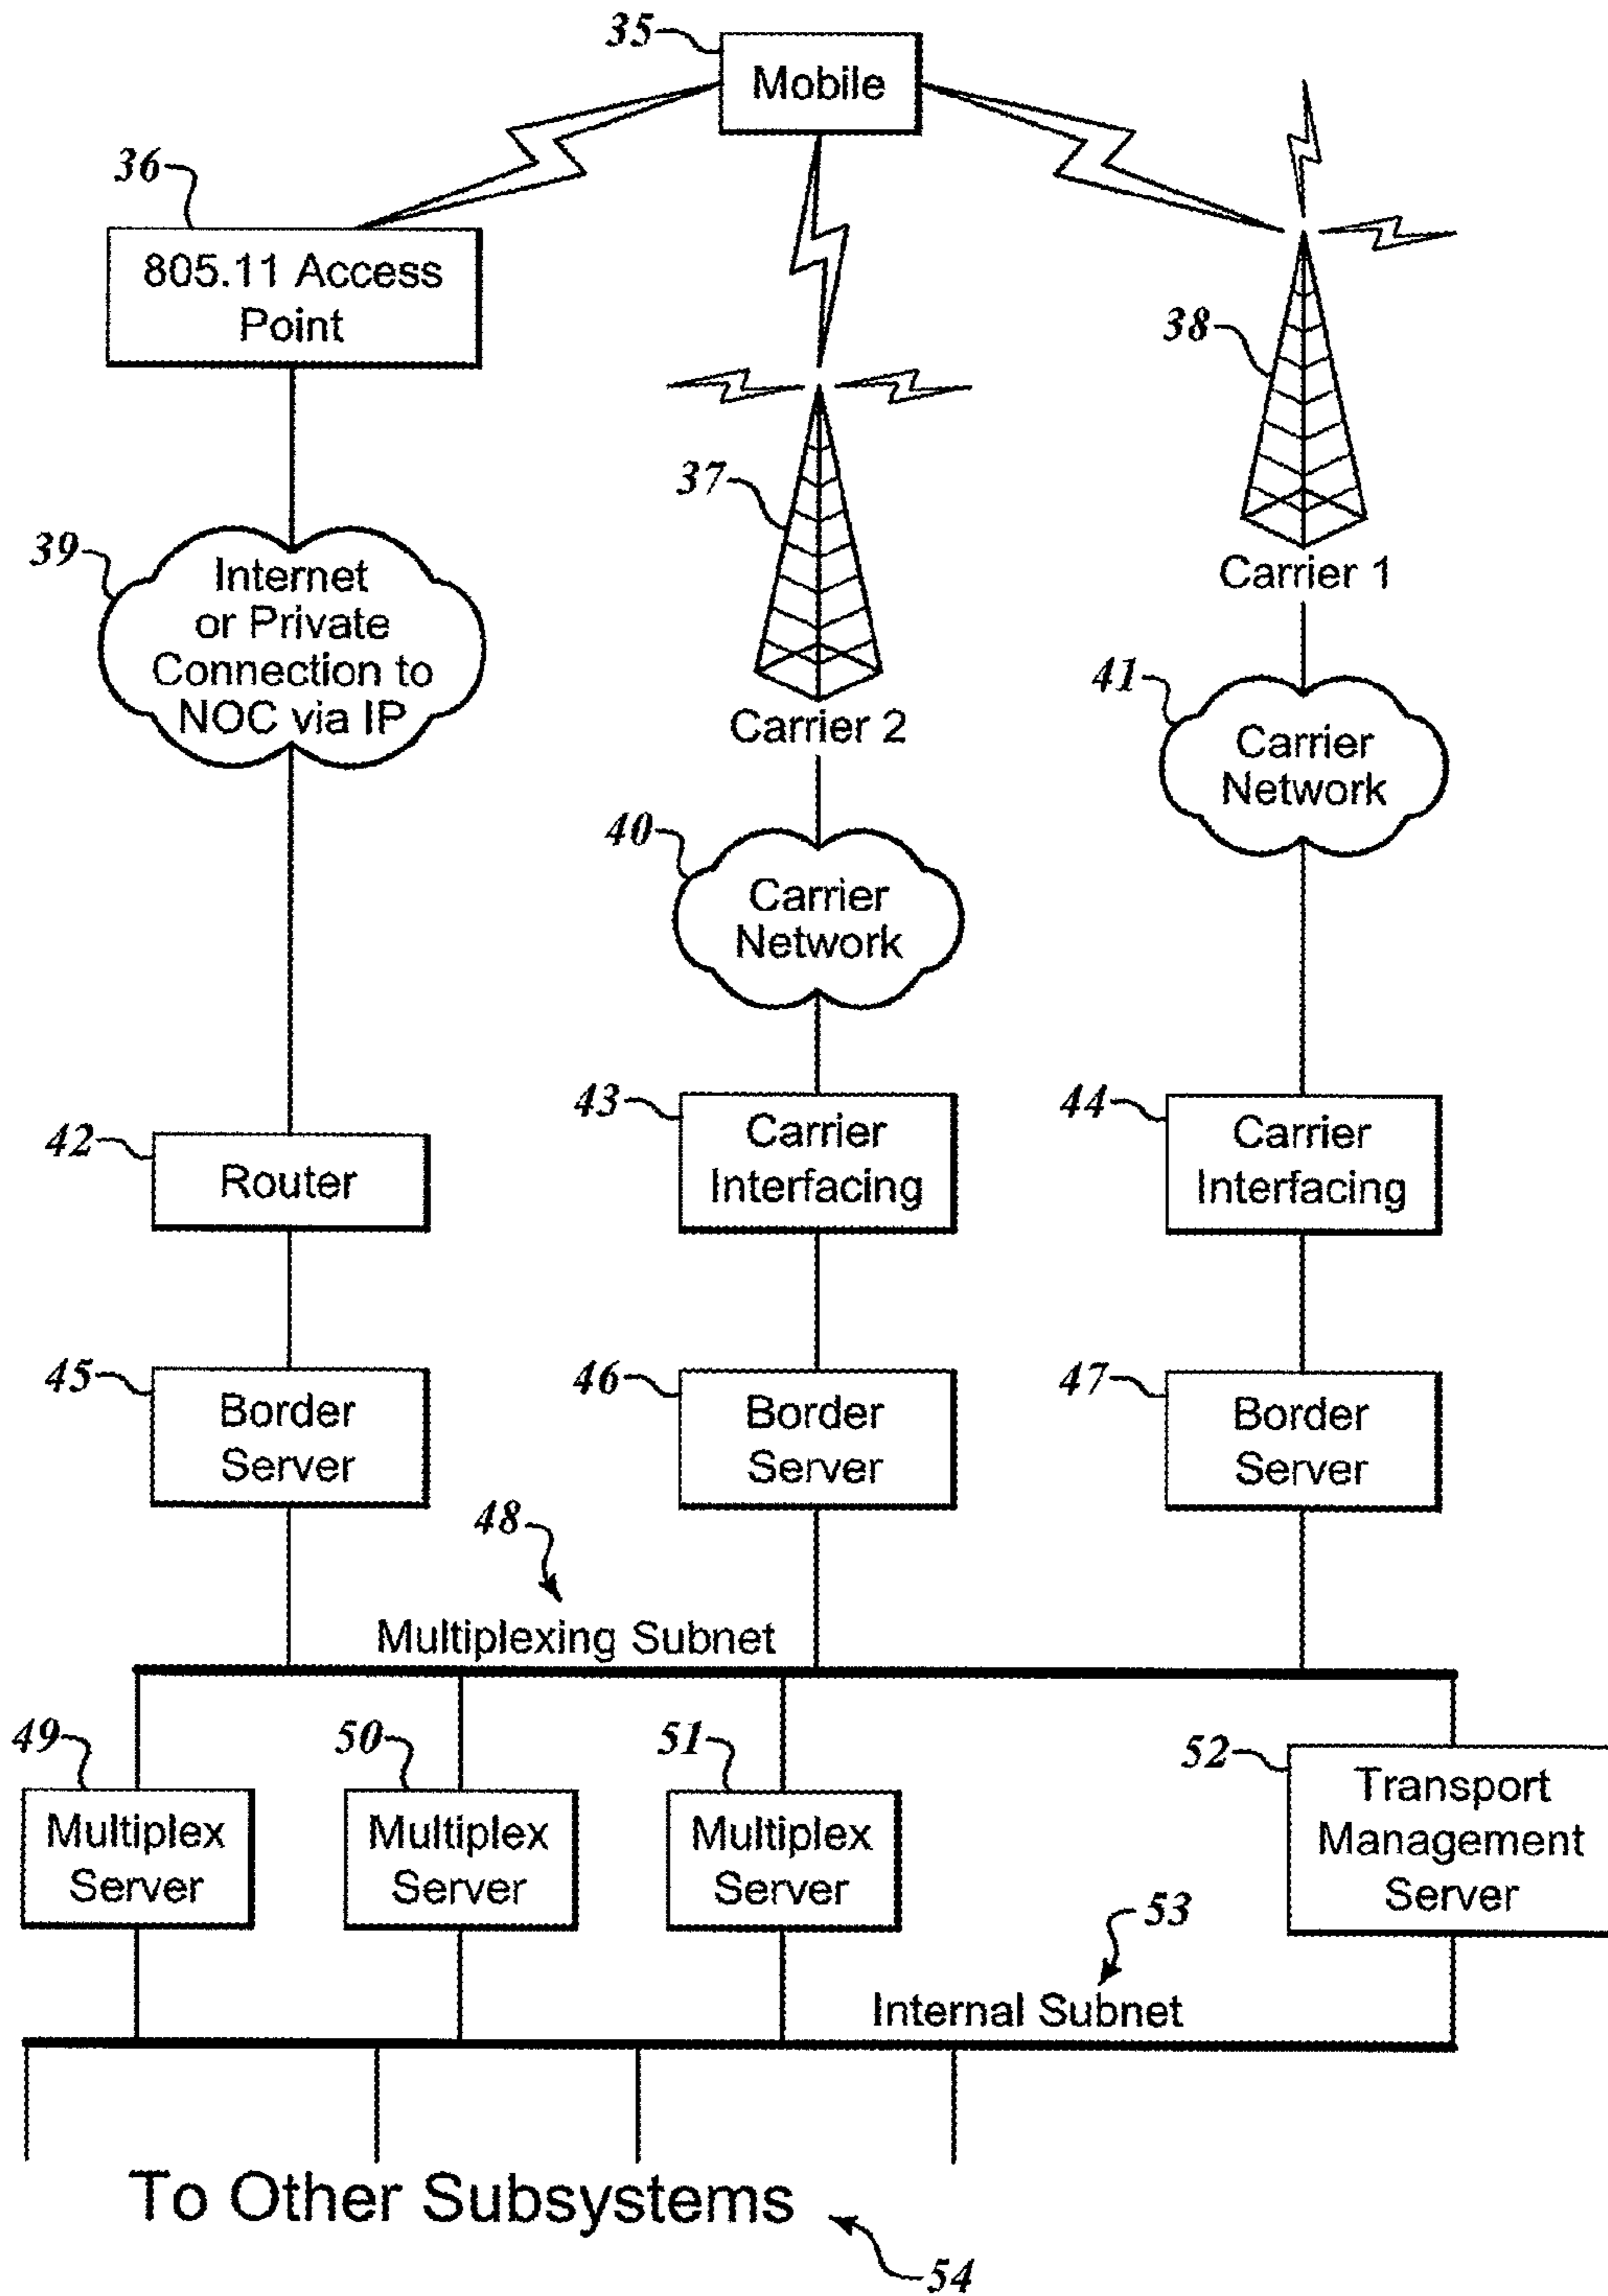 35
Mobile
36
805.11 Access
Point
38
37
39
Internet
or Private
Connection to
NOC via IP
Carrier 1
41
Carrier
Network
Carrier 2
40
Carrier
Network
42
Router
43
Carrier
Interfacing
44
Carrier
Interfacing
45
Border
Server
46
Border
Server
47
Border
Server
48
Multiplexing Subnet
49
Multiplex
Server
50
Multiplex
Server
51
Multiplex
Server
52
Transport
Management
Server
53
Internal Subnet
To Other Subsystems
54